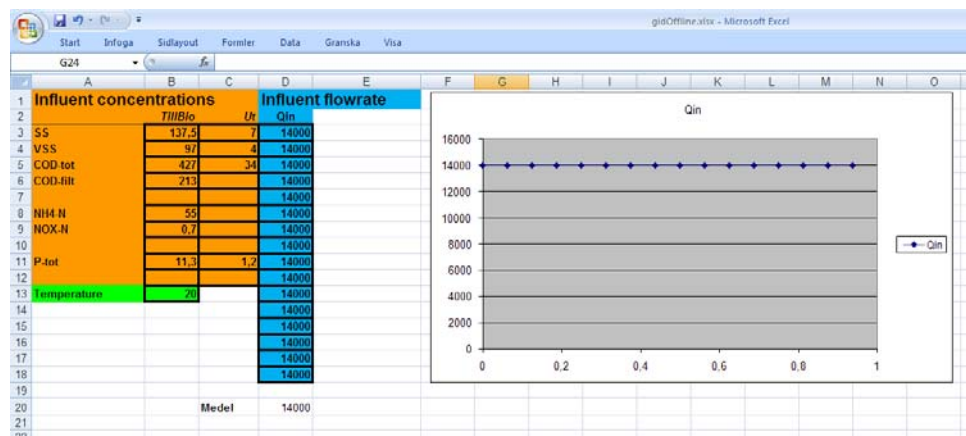 gidOffline.xlsx - Microsoft Excel
Start Infoga Sidlayout Formler Data Granska Visa
G24 fx
A B C D E F G H I J K L M N O
1 Influent concentrations Influent flowrate
2 TillBio Ut Qin
3 SS 137,5 7 14000
4 VSS 97 4 14000
5 COD-tot 427 34 14000
6 COD-filt 213 14000
7 14000
8 NH4-N 55 14000
9 NOX-N 0,7 14000
10 14000
11 P-tot 11,3 1,2 14000
12 14000
13 Temperature 20 14000
14 14000
15 14000
16 14000
17 14000
18 14000
19
20 Medel 14000
21
Qin
16000
14000
12000
10000
8000
6000
4000
2000
0
0 0,2 0,4 0,6 0,8 1
Qin